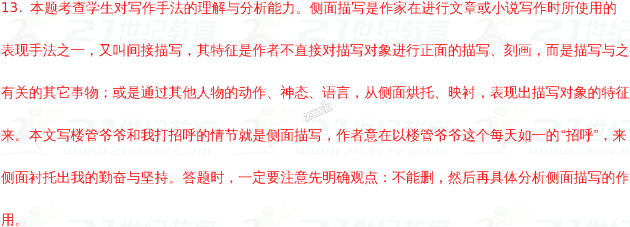 13. 本题考查学生对写作手法的理解与分析能力。侧面描写是作家在进行文章或小说写作时所使用的
表现手法之一，又叫间接描写，其特征是作者不直接对描写对象进行正面的描写、刻画，而是描写与之
有关的其它事物；或是通过其他人物的动作、神态、语言，从侧面烘托、映衬，表现出描写对象的特征
来。本文写楼管爷爷和我打招呼的情节就是侧面描写，作者意在以楼管爷爷这个每天如一的“招呼”，来
侧面衬托出我的勤奋与坚持。答题时，一定要注意先明确观点：不能删，然后再具体分析侧面描写的作
用。